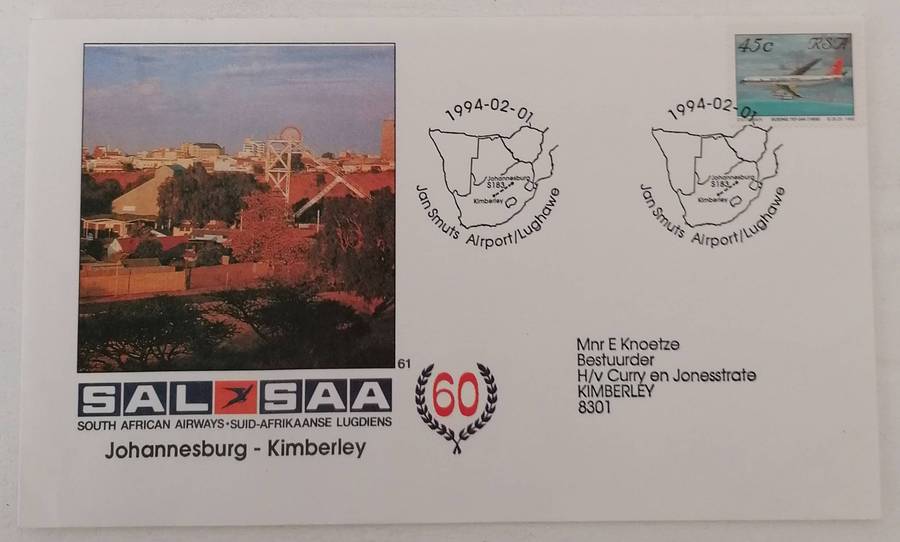 45c RSA
1994-02-01
Johannesburg
S183
Kimberley
Jan Smuts Airport/Lughawe
1994-02-01
Johannesburg
S183
Kimberley
Jan Smuts Airport/Lughawe
61
SAL SAA
SOUTH AFRICAN AIRWAYS·SUID-AFRIKAANSE LUGDIENS
Johannesburg - Kimberley
60
Mnr E Knoetze
Bestuurder
H/v Curry en Jonesstrate
KIMBERLEY
8301